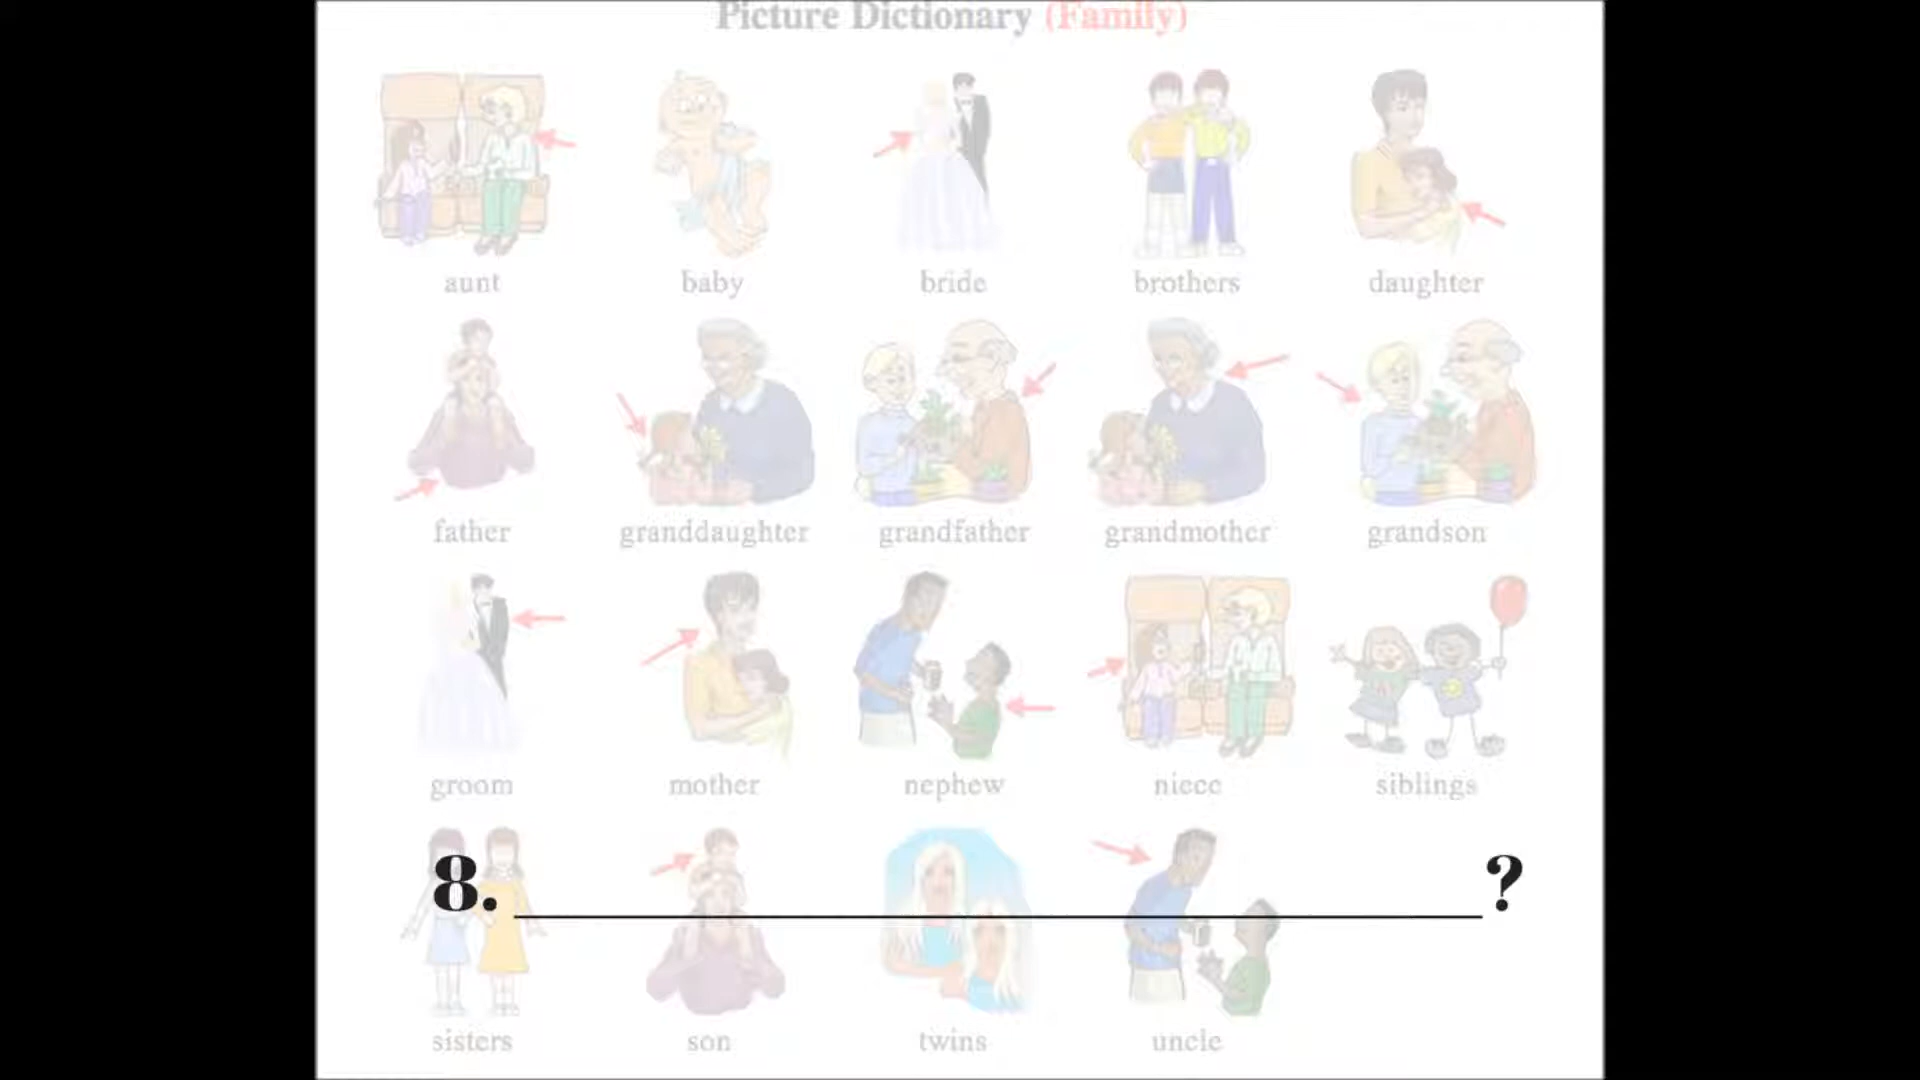 Picture Dictionary (Family)
aunt baby bride brothers daughter
father granddaughter grandfather grandmother grandson
groom mother nephew niece siblings
8. ?
sisters son twins uncle